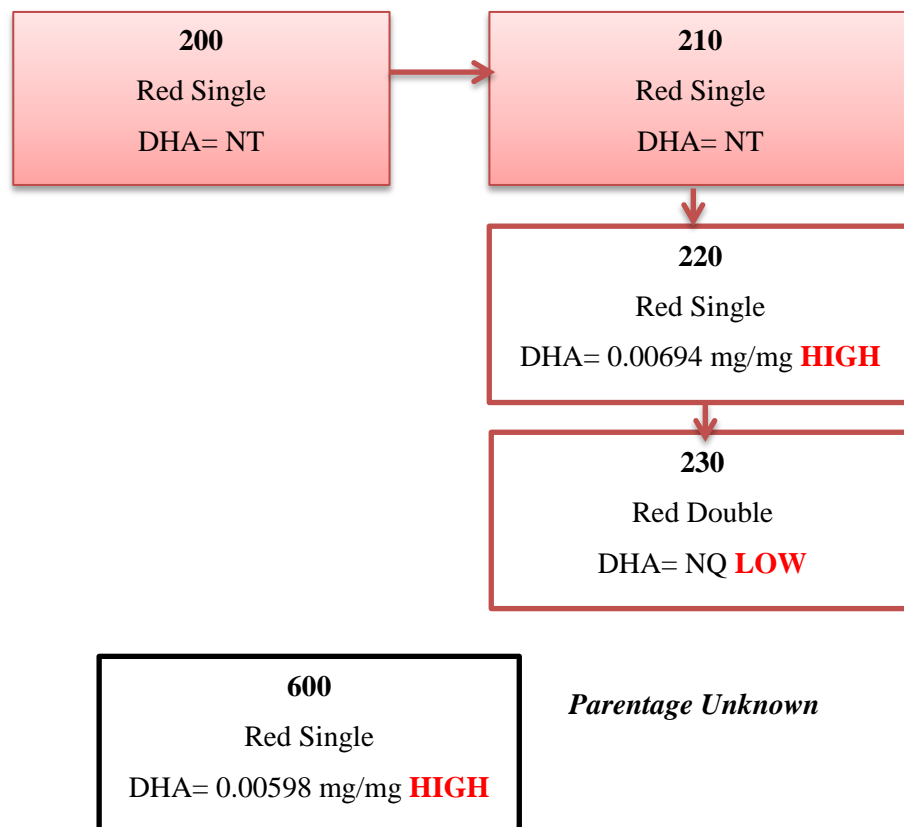 200
Red Single
DHA= NT
210
Red Single
DHA= NT
220
Red Single
DHA= 0.00694 mg/mg HIGH
230
Red Double
DHA= NQ LOW
600
Red Single
DHA= 0.00598 mg/mg HIGH
Parentage Unknown